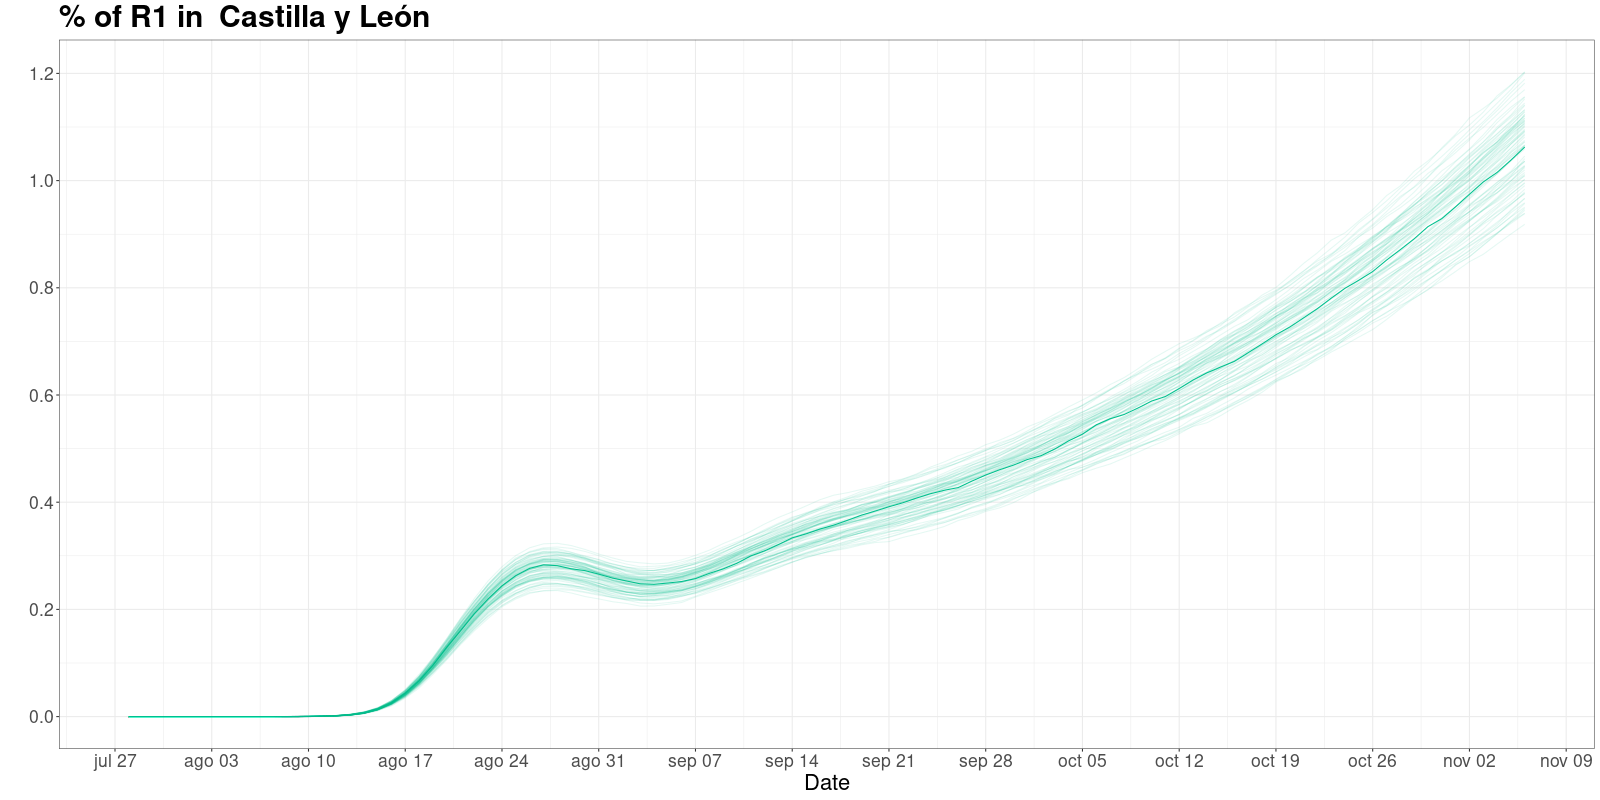 % of R1 in  Castilla y León
1.2
1.0
0.8
0.6
0.4
0.2
0.0
jul 27 ago 03 ago 10 ago 17 ago 24 ago 31 sep 07 sep 14 sep 21 sep 28 oct 05 oct 12 oct 19 oct 26 nov 02 nov 09
Date